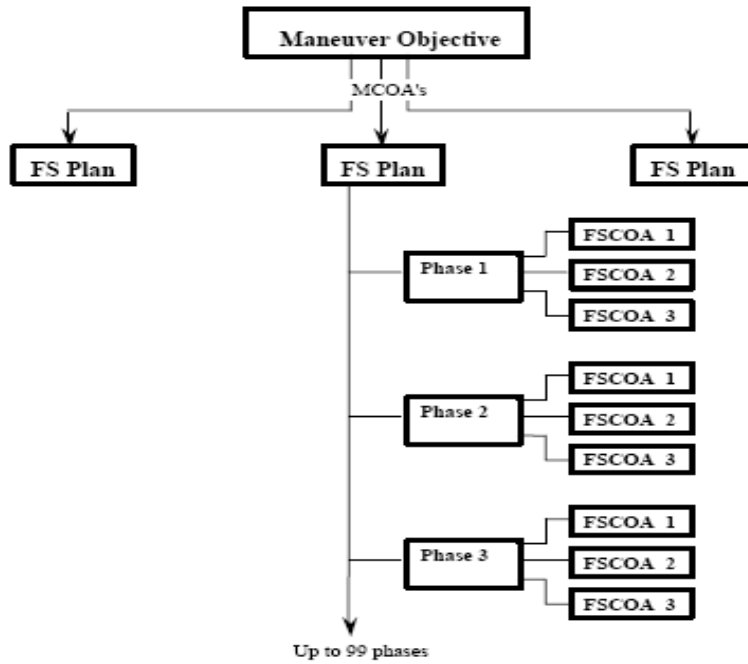 Maneuver Objective
MCOA's
FS Plan
FS Plan
FS Plan
Phase 1
FSCOA 1
FSCOA 2
FSCOA 3
Phase 2
FSCOA 1
FSCOA 2
FSCOA 3
Phase 3
FSCOA 1
FSCOA 2
FSCOA 3
Up to 99 phases